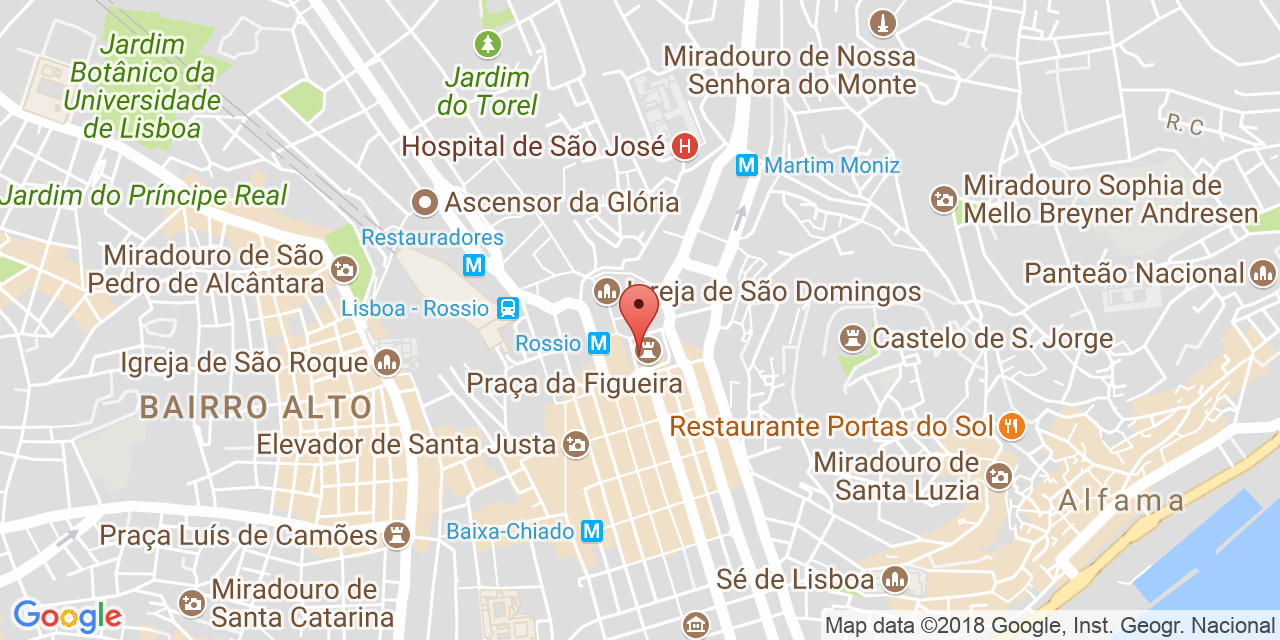 Jardim
Botânico da
Universidade
de Lisboa
Jardim
do Torel
Miradouro de Nossa
Senhora do Monte
R. C
Hospital de São José
H
M Martim Moniz
Jardim do Príncipe Real
Ascensor da Glória
Miradouro Sophia de
Mello Breyner Andresen
Restauradores
M
Miradouro de São
Pedro de Alcântara
Panteão Nacional
Igreja de São Domingos
Lisboa - Rossio
Rossio M
Castelo de S. Jorge
Igreja de São Roque
Praça da Figueira
BAIRRO ALTO
Restaurante Portas do Sol
Elevador de Santa Justa
Miradouro de
Santa Luzia
Alfama
Baixa-Chiado M
Praça Luís de Camões
Sé de Lisboa
Miradouro de
Santa Catarina
Google
Map data ©2018 Google, Inst. Geogr. Nacional